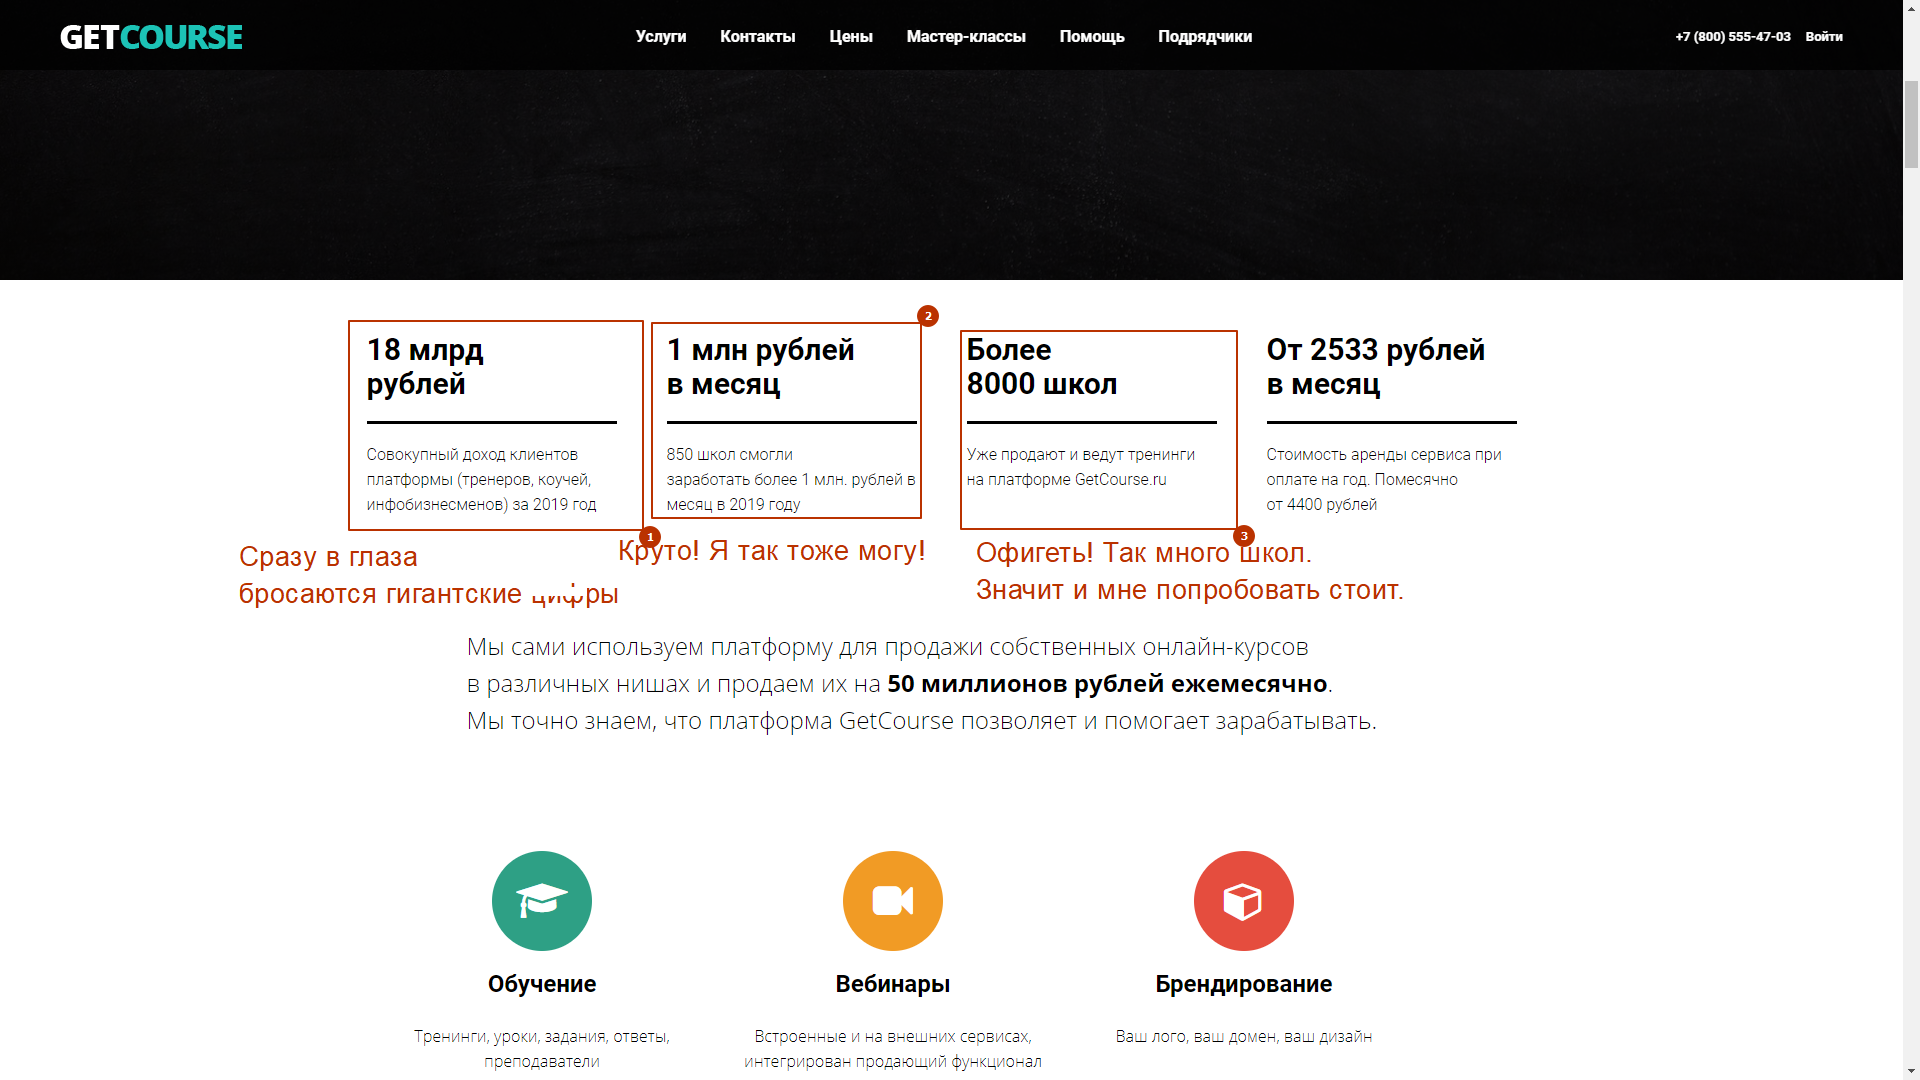 GETCOURSE
Услуги
Контакты
Цены
Мастер-классы
Помощь
Подрядчики
+7 (800) 555-47-03
Войти
2
18 млрд
рублей
Совокупный доход клиентов
платформы (тренеров, коучей,
инфобизнесменов) за 2019 год
1
Сразу в глаза
бросаются гигантские цифры
1 млн рублей
в месяц
850 школ смогли
заработать более 1 млн. рублей в
месяц в 2019 году
Круто! Я так тоже могу!
Более
8000 школ
Уже продают и ведут тренинги
на платформе GetCourse.ru
3
Офигеть! Так много школ.
Значит и мне попробовать стоит.
От 2533 рублей
в месяц
Стоимость аренды сервиса при
оплате на год. Помесячно
от 4400 рублей
Мы сами используем платформу для продажи собственных онлайн-курсов
в различных нишах и продаем их на 50 миллионов рублей ежемесячно.
Мы точно знаем, что платформа GetCourse позволяет и помогает зарабатывать.
Обучение
Тренинги, уроки, задания, ответы,
преподаватели
Вебинары
Встроенные и на внешних сервисах,
интегрирован продающий функционал
Брендирование
Ваш лого, ваш домен, ваш дизайн